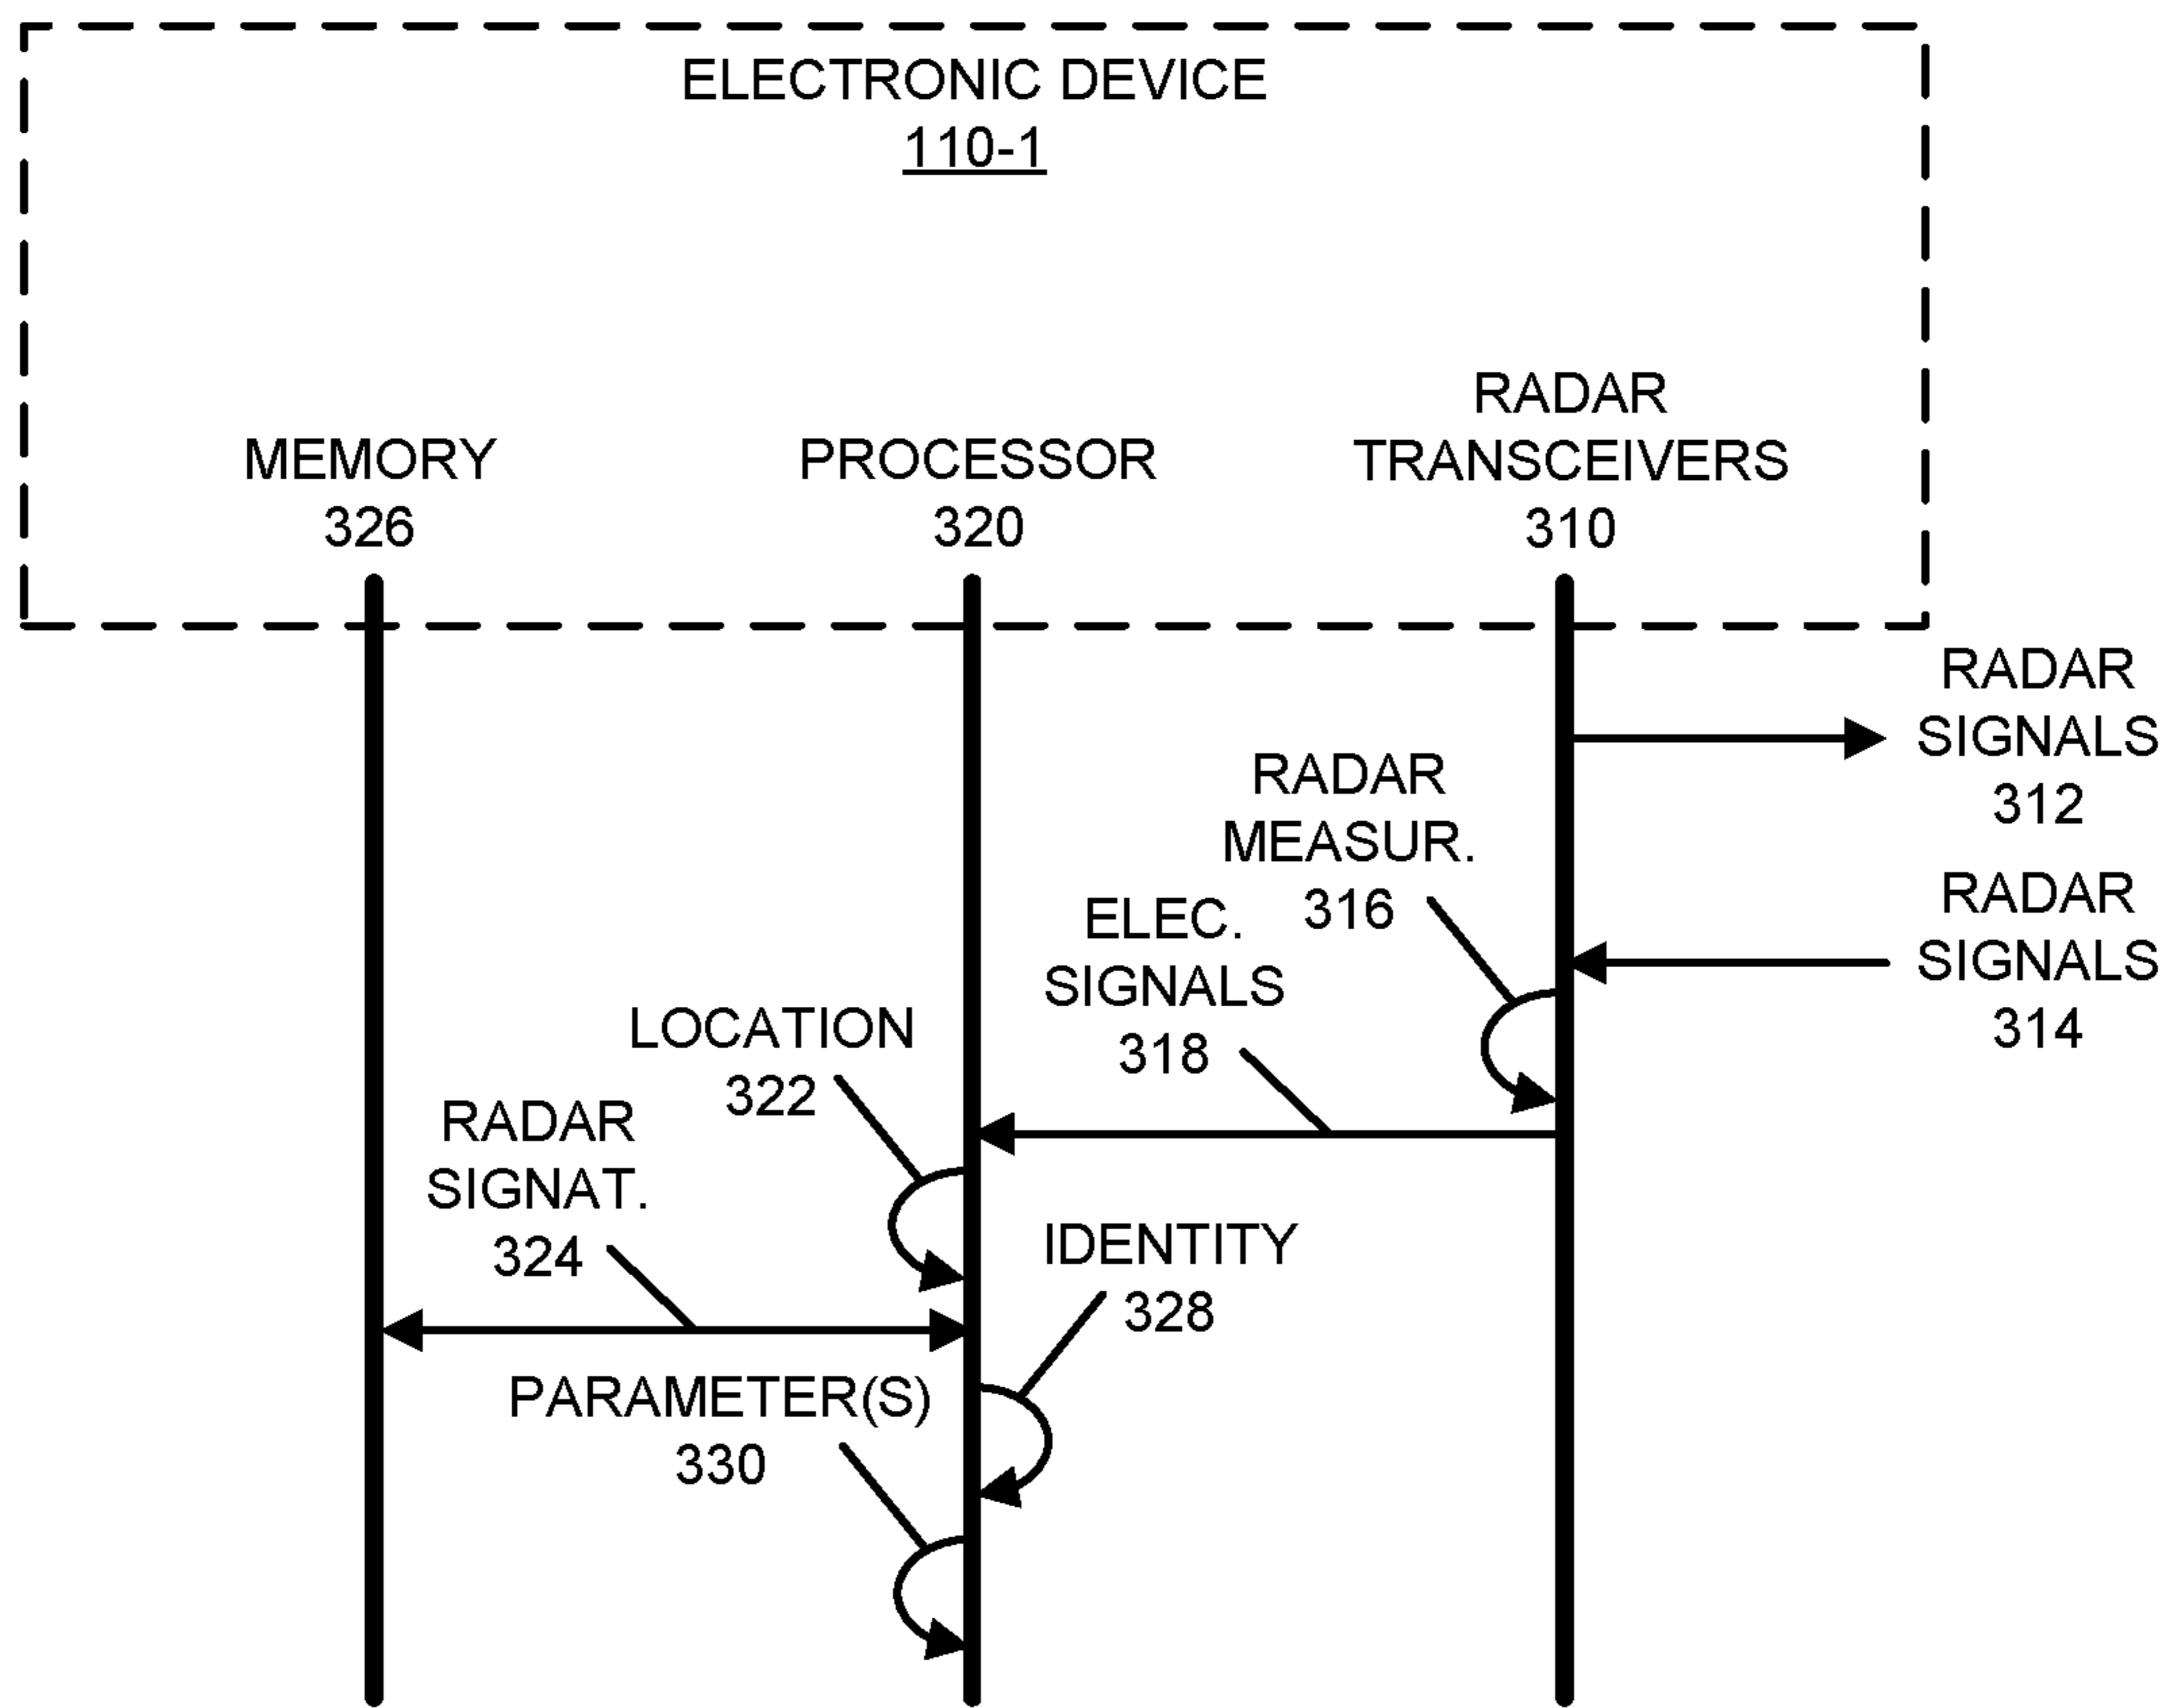 ELECTRONIC DEVICE
110-1
MEMORY
326
PROCESSOR
320
RADAR
TRANSCEIVERS
310
RADAR
SIGNALS
312
RADAR
MEASUR.
316
RADAR
SIGNALS
314
ELEC.
SIGNALS
318
LOCATION
322
RADAR
SIGNAT.
324
IDENTITY
328
PARAMETER(S)
330